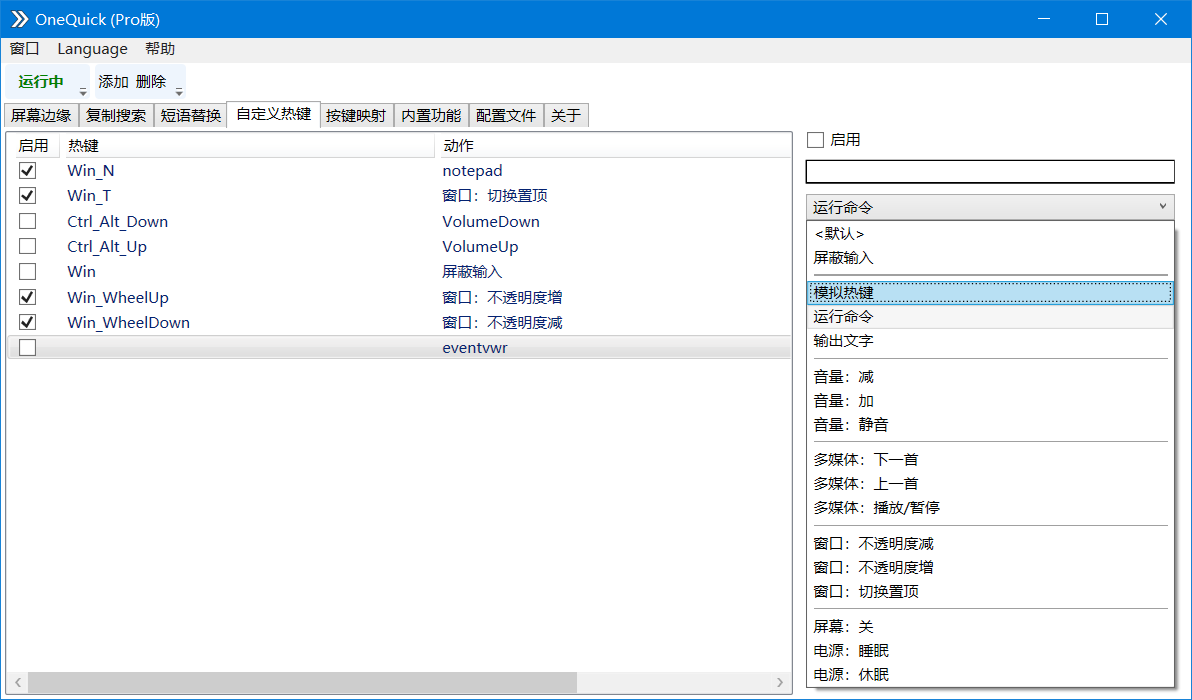 OneQuick (Pro版)
窗口 Language 帮助
运行中 添加 删除
屏幕边缘 复制搜索 短语替换 自定义热键 按键映射 内置功能 配置文件 关于
启用 热键 动作
Win_N notepad
Win_T 窗口：切换置顶
Ctrl_Alt_Down VolumeDown
Ctrl_Alt_Up VolumeUp
Win 屏蔽输入
Win_WheelUp 窗口：不透明度增
Win_WheelDown 窗口：不透明度减
eventvwr
启用
运行命令
<默认>
屏蔽输入
模拟热键
运行命令
输出文字
音量：减
音量：加
音量：静音
多媒体：下一首
多媒体：上一首
多媒体：播放/暂停
窗口：不透明度减
窗口：不透明度增
窗口：切换置顶
屏幕：关
电源：睡眠
电源：休眠